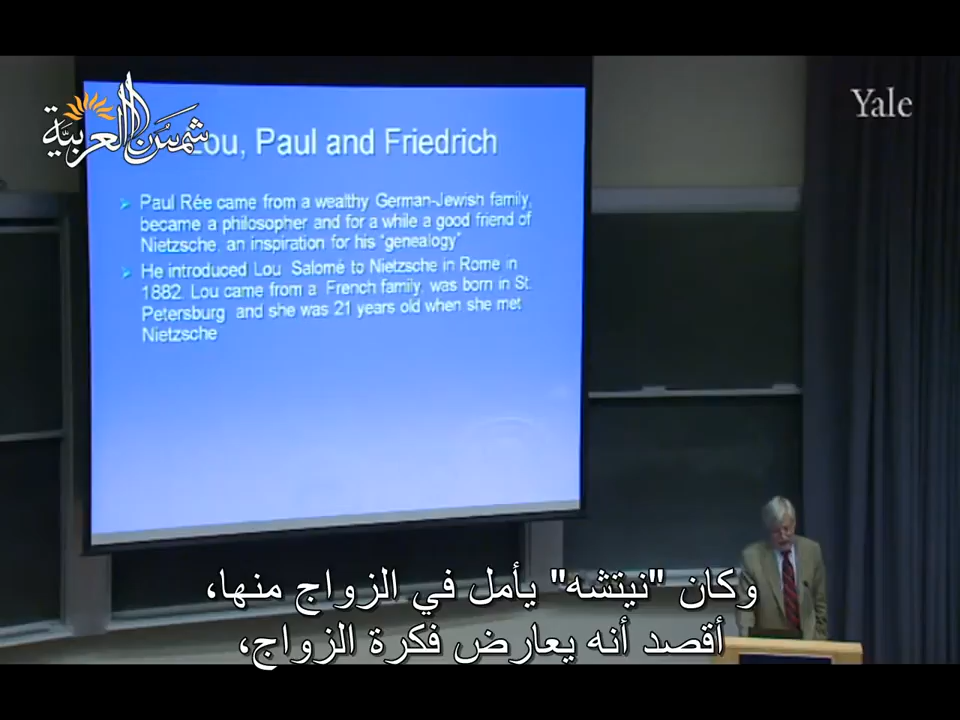 شمس العربية
Yale
Lou, Paul and Friedrich
Paul Rée came from a wealthy German-Jewish family,
became a philosopher and for a while a good friend of
Nietzsche, an inspiration for his "genealogy"
He introduced Lou Salomé to Nietzsche in Rome in
1882. Lou came from a French family, was born in St.
Petersburg and she was 21 years old when she met
Nietzsche
وكان "نيتشه" يأمل في الزواج منها،
أقصد أنه يعارض فكرة الزواج،